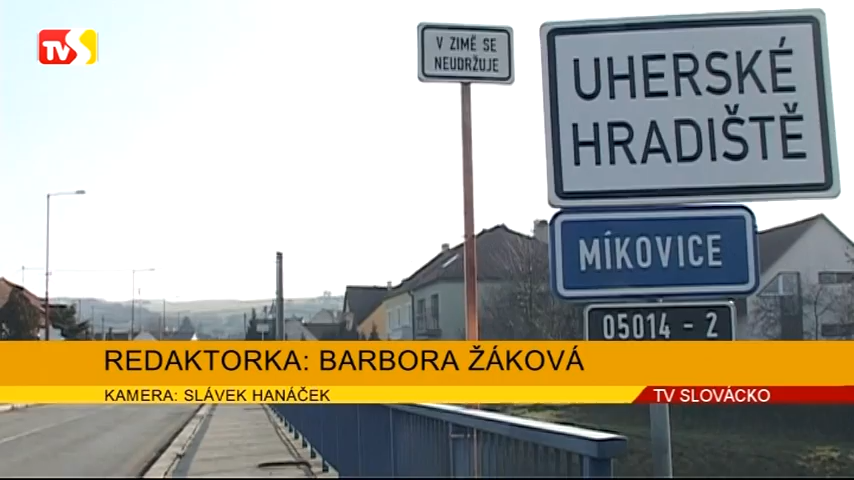 TVS
V ZIMĚ SE
NEUDRŽUJE
UHERSKÉ
HRADIŠTĚ
MÍKOVICE
05014 - 2
REDAKTORKA: BARBORA ŽÁKOVÁ
KAMERA: SLÁVEK HANÁČEK
TV SLOVÁCKO